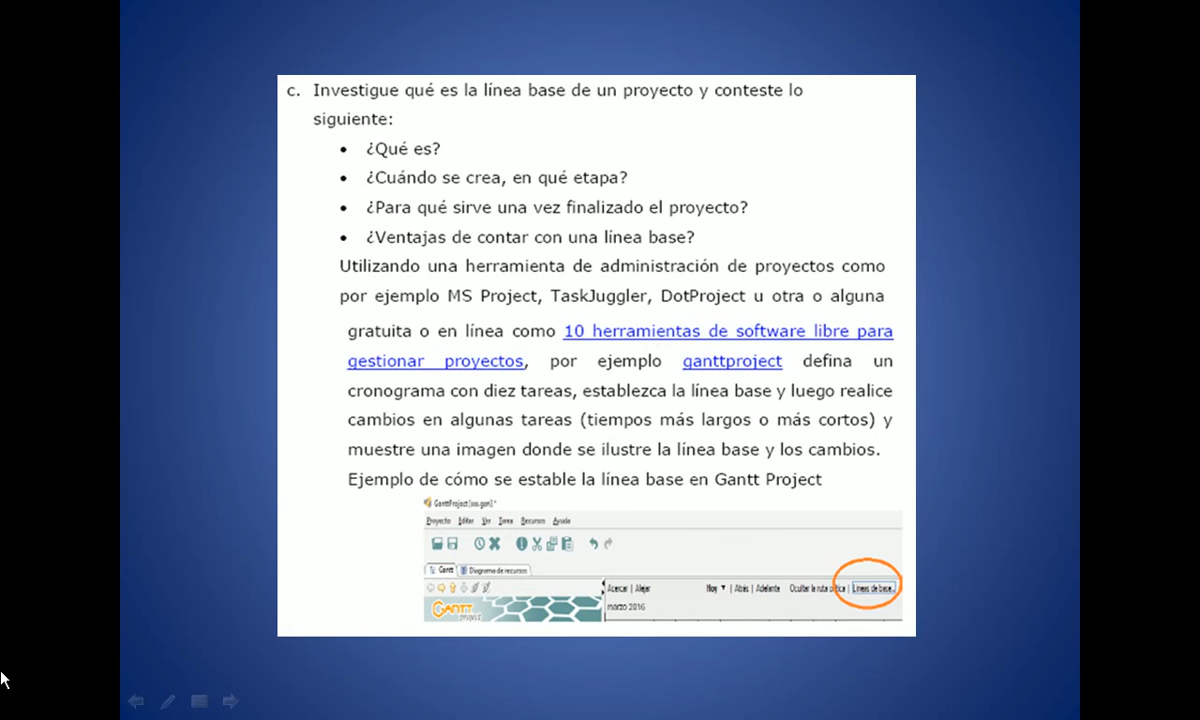 c. Investigue qué es la línea base de un proyecto y conteste lo
siguiente:
• ¿Qué es?
• ¿Cuándo se crea, en qué etapa?
• ¿Para qué sirve una vez finalizado el proyecto?
• ¿Ventajas de contar con una línea base?
Utilizando una herramienta de administración de proyectos como
por ejemplo MS Project, TaskJuggler, DotProject u otra o alguna
gratuita o en línea como 10 herramientas de software libre para
gestionar proyectos, por ejemplo ganttproject defina un
cronograma con diez tareas, establezca la línea base y luego realice
cambios en algunas tareas (tiempos más largos o más cortos) y
muestre una imagen donde se ilustre la línea base y los cambios.
Ejemplo de cómo se estable la línea base en Gantt Project
GanttProject [xxx.gan] *
Proyecto Editar Ver Tarea Recursos Ayuda
Gantt Diagrama de recursos
Acercar | Alejar Hoy ▼ | Atrás | Adelante Ocultar la ruta crítica | Líneas de base...
GANTT project
marzo 2016